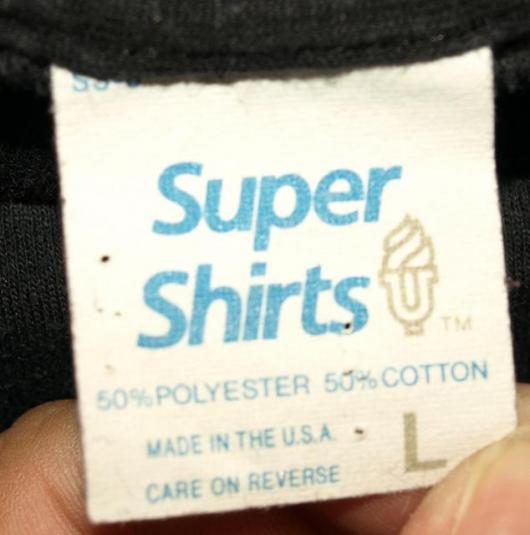 Super
Shirts
U TM
50% POLYESTER 50% COTTON
MADE IN THE U.S.A.
L
CARE ON REVERSE